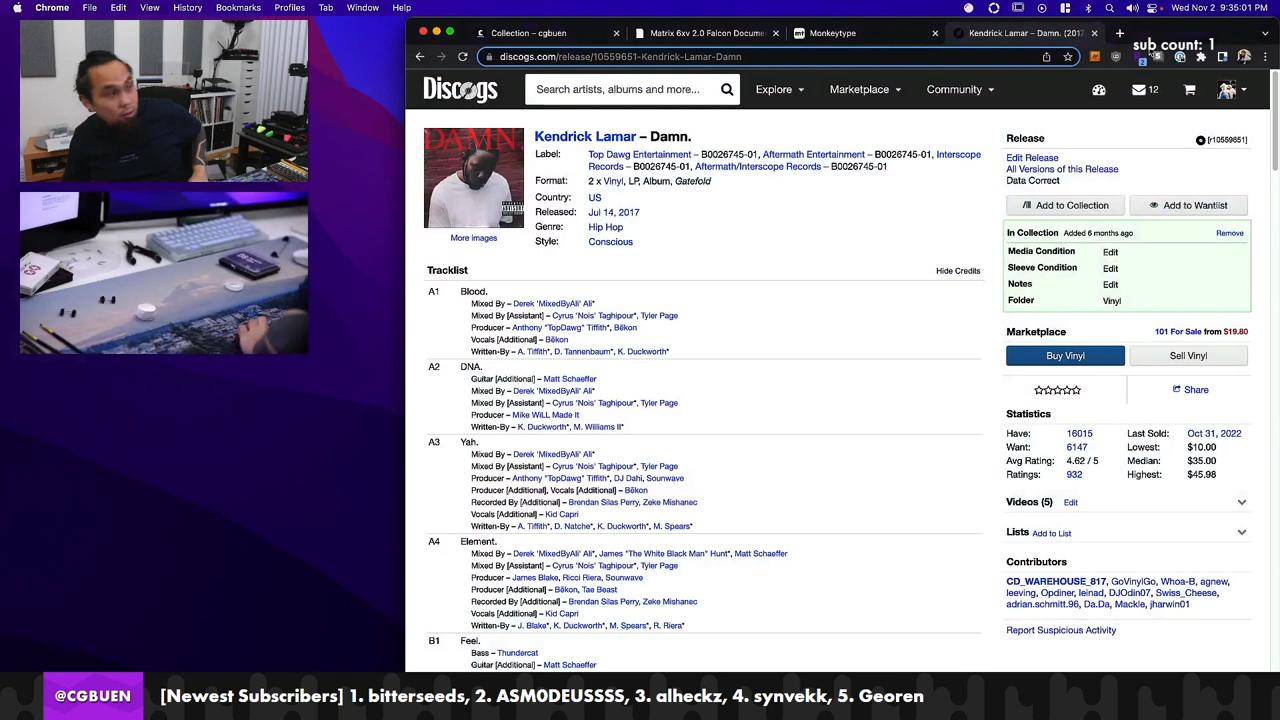 Chrome File Edit View History Bookmarks Profiles Tab Window Help Wed Nov 2 9:35:01 PM
Collection – cgbuen
Matrix 6xv 2.0 Falcon Docume
Monkeytype
Kendrick Lamar – Damn. (2017
sub count: 1
discogs.com/release/10559651-Kendrick-Lamar-Damn
Discogs
Search artists, albums and more...
Explore Marketplace Community 12
DAMN.
More images
Kendrick Lamar – Damn.
Label: Top Dawg Entertainment – B0026745-01, Aftermath Entertainment – B0026745-01, Interscope
Records – B0026745-01, Aftermath/Interscope Records – B0026745-01
Format: 2 x Vinyl, LP, Album, Gatefold
Country: US
Released: Jul 14, 2017
Genre: Hip Hop
Style: Conscious
Tracklist Hide Credits
A1 Blood.
Mixed By – Derek 'MixedByAli' Ali*
Mixed By [Assistant] – Cyrus 'Nois' Taghipour*, Tyler Page
Producer – Anthony "TopDawg" Tiffith*, Bēkon
Vocals [Additional] – Bēkon
Written-By – A. Tiffith*, D. Tannenbaum*, K. Duckworth*
A2 DNA.
Guitar [Additional] – Matt Schaeffer
Mixed By – Derek 'MixedByAli' Ali*
Mixed By [Assistant] – Cyrus 'Nois' Taghipour*, Tyler Page
Producer – Mike WiLL Made It
Written-By – K. Duckworth*, M. Williams II*
A3 Yah.
Mixed By – Derek 'MixedByAli' Ali*
Mixed By [Assistant] – Cyrus 'Nois' Taghipour*, Tyler Page
Producer – Anthony "TopDawg" Tiffith*, DJ Dahi, Sounwave
Producer [Additional], Vocals [Additional] – Bēkon
Recorded By [Additional] – Brendan Silas Perry, Zeke Mishanec
Vocals [Additional] – Kid Capri
Written-By – A. Tiffith*, D. Natche*, K. Duckworth*, M. Spears*
A4 Element.
Mixed By – Derek 'MixedByAli' Ali*, James "The White Black Man" Hunt*, Matt Schaeffer
Mixed By [Assistant] – Cyrus 'Nois' Taghipour*, Tyler Page
Producer – James Blake, Ricci Riera, Sounwave
Producer [Additional] – Bēkon, Tae Beast
Recorded By [Additional] – Brendan Silas Perry, Zeke Mishanec
Vocals [Additional] – Kid Capri
Written-By – J. Blake*, K. Duckworth*, M. Spears*, R. Riera*
B1 Feel.
Bass – Thundercat
Guitar [Additional] – Matt Schaeffer
Release [r10559651]
Edit Release
All Versions of this Release
Data Correct
Add to Collection Add to Wantlist
In Collection Added 6 months ago Remove
Media Condition Edit
Sleeve Condition Edit
Notes Edit
Folder Vinyl
Marketplace 101 For Sale from $19.80
Buy Vinyl Sell Vinyl
Share
Statistics
Have: 16015 Last Sold: Oct 31, 2022
Want: 6147 Lowest: $10.00
Avg Rating: 4.62 / 5 Median: $35.00
Ratings: 932 Highest: $45.98
Videos (5) Edit
Lists Add to List
Contributors
CD_WAREHOUSE_817, GoVinylGo, Whoa-B, agnew,
leeving, Opdiner, leinad, DJOdin07, Swiss_Cheese,
adrian.schmitt.96, Da.Da, Mackle, jharwin01
Report Suspicious Activity
@CGBUEN [Newest Subscribers] 1. bitterseeds, 2. ASM0DEUSSSS, 3. alheckz, 4. synvekk, 5. Georen